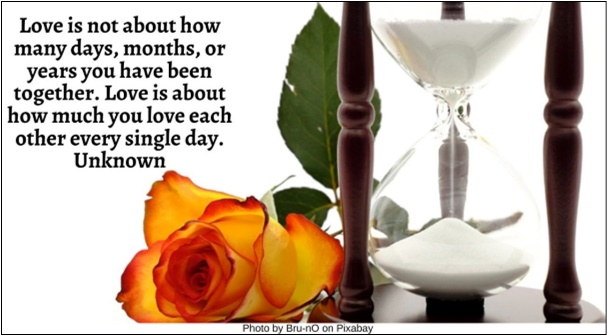 Love is not about how
many days, months, or
years you have been
together. Love is about
how much you love each
other every single day.
Unknown
Photo by Bru-nO on Pixabay